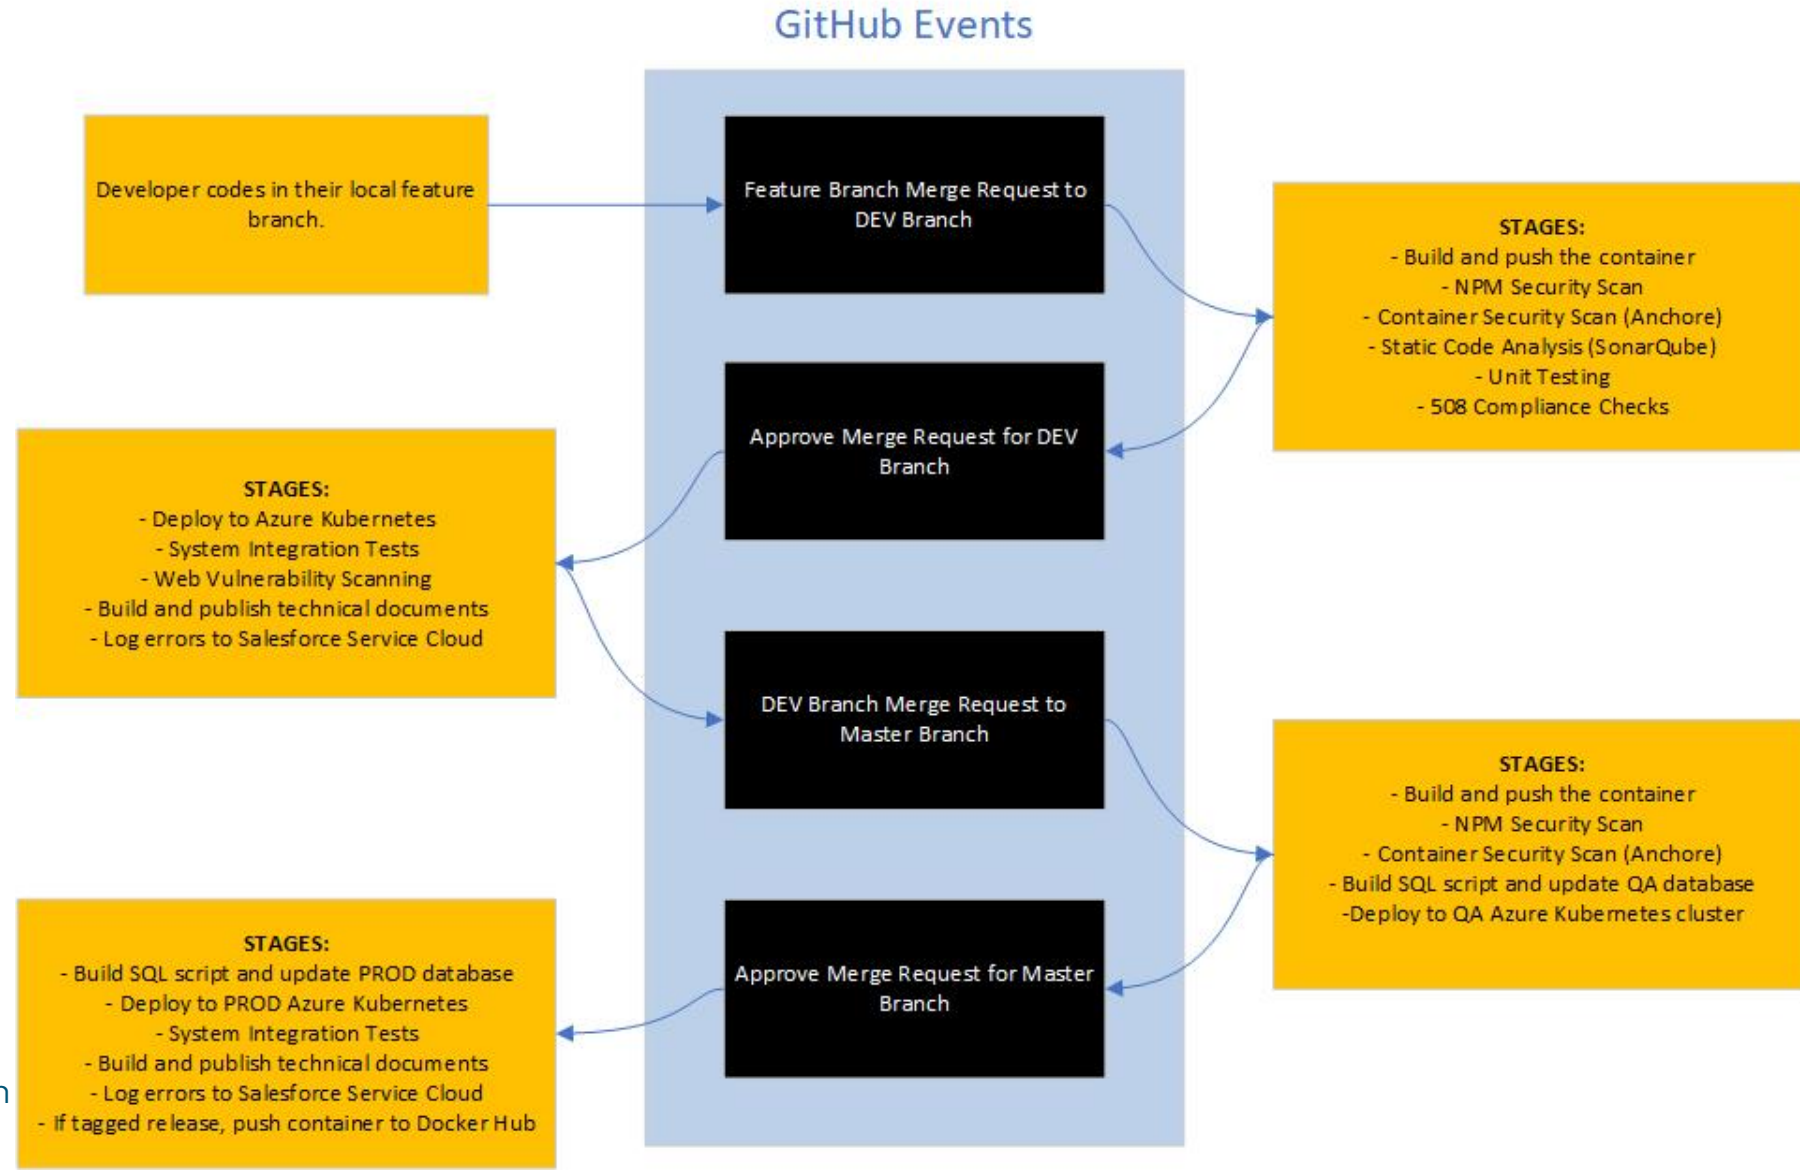 GitHub Events
Developer codes in their local feature
branch.
Feature Branch Merge Request to
DEV Branch
STAGES:
- Build and push the container
- NPM Security Scan
- Container Security Scan (Anchore)
- Static Code Analysis (SonarQube)
- Unit Testing
- 508 Compliance Checks
Approve Merge Request for DEV
Branch
STAGES:
- Deploy to Azure Kubernetes
- System Integration Tests
- Web Vulnerability Scanning
- Build and publish technical documents
- Log errors to Salesforce Service Cloud
DEV Branch Merge Request to
Master Branch
STAGES:
- Build and push the container
- NPM Security Scan
- Container Security Scan (Anchore)
- Build SQL script and update QA database
-Deploy to QA Azure Kubernetes cluster
Approve Merge Request for Master
Branch
STAGES:
- Build SQL script and update PROD database
- Deploy to PROD Azure Kubernetes
- System Integration Tests
- Build and publish technical documents
- Log errors to Salesforce Service Cloud
- If tagged release, push container to Docker Hub